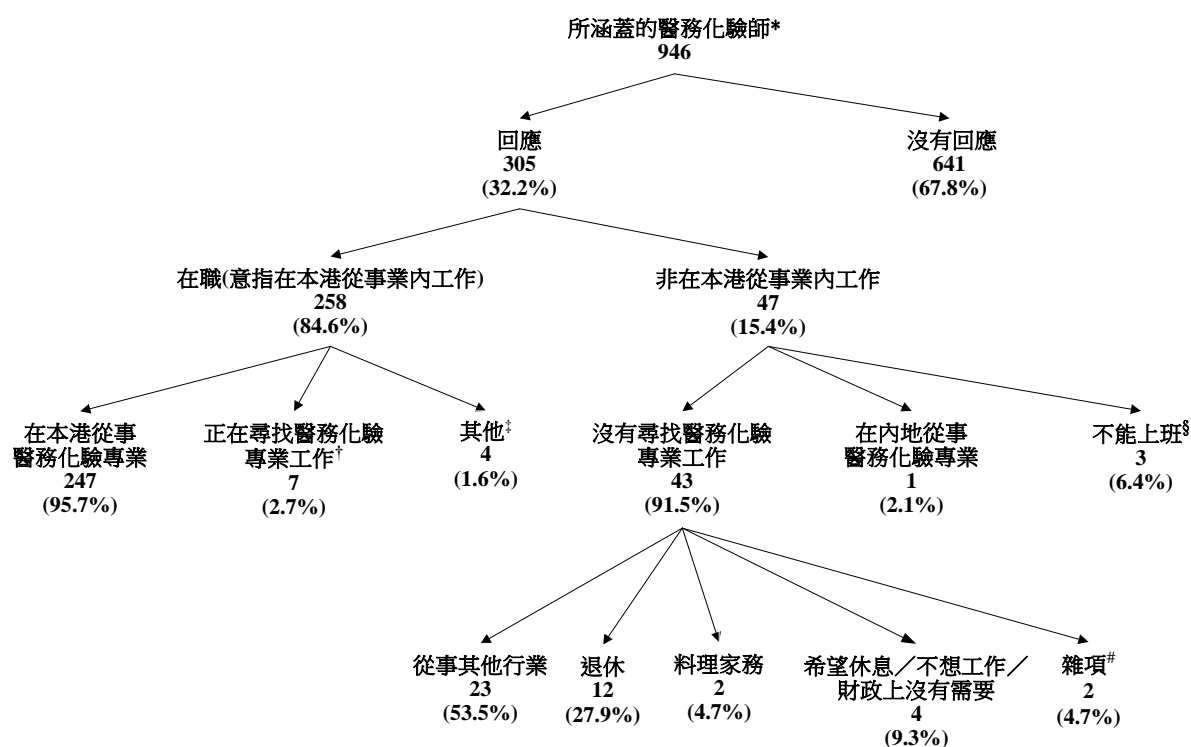 所涵蓋的醫務化驗師*
946
回應
305
(32.2%)
沒有回應
641
(67.8%)
在職(意指在本港從事業內工作)
258
(84.6%)
非在本港從事業內工作
47
(15.4%)
在本港從事
醫務化驗專業
247
(95.7%)
正在尋找醫務化驗
專業工作†
7
(2.7%)
其他‡
4
(1.6%)
沒有尋找醫務化驗
專業工作
43
(91.5%)
在內地從事
醫務化驗專業
1
(2.1%)
不能上班§
3
(6.4%)
從事其他行業
23
(53.5%)
退休
12
(27.9%)
料理家務
2
(4.7%)
希望休息／不想工作／
財政上沒有需要
4
(9.3%)
雜項#
2
(4.7%)